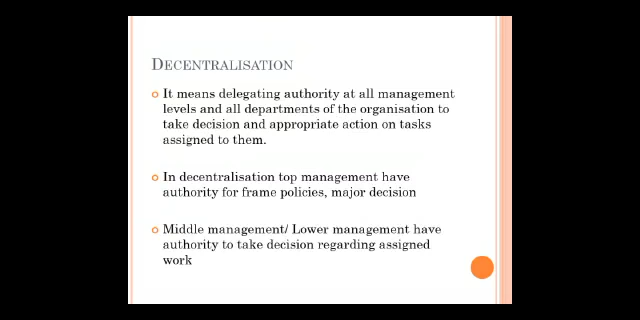 DECENTRALISATION
It means delegating authority at all management
levels and all departments of the organisation to
take decision and appropriate action on tasks
assigned to them.
In decentralisation top management have
authority for frame policies, major decision
Middle management/ Lower management have
authority to take decision regarding assigned
work